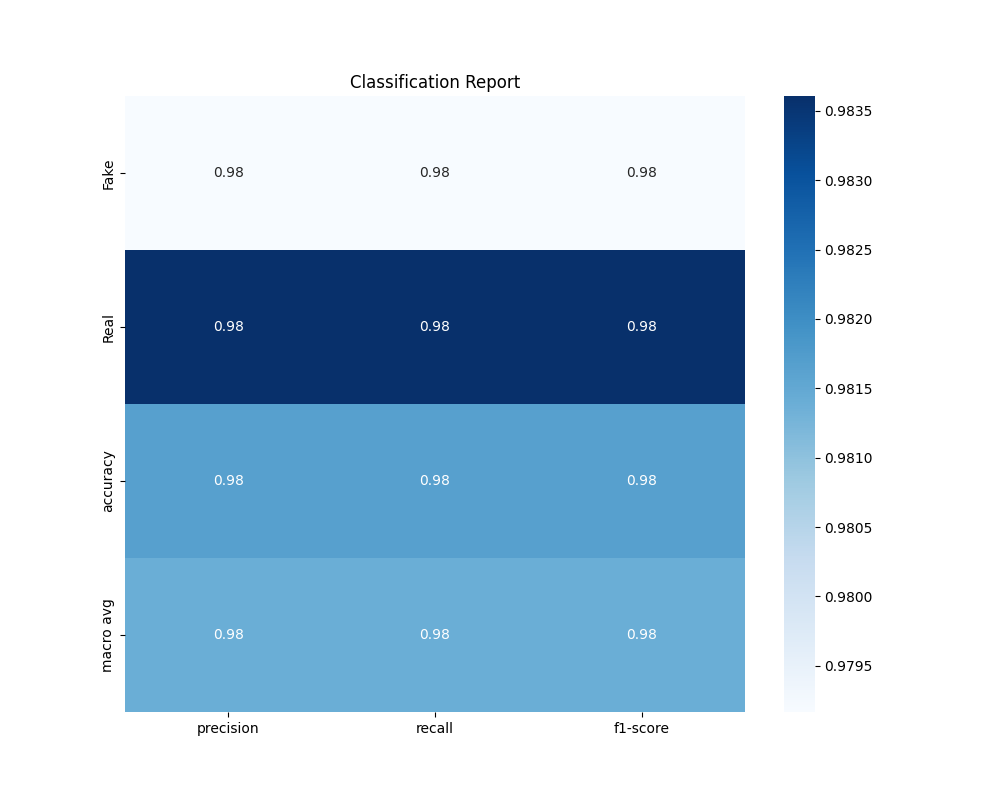 Classification Report
Fake 0.98 0.98 0.98
Real 0.98 0.98 0.98
accuracy 0.98 0.98 0.98
macro avg 0.98 0.98 0.98
precision recall f1-score
0.9835
0.9830
0.9825
0.9820
0.9815
0.9810
0.9805
0.9800
0.9795